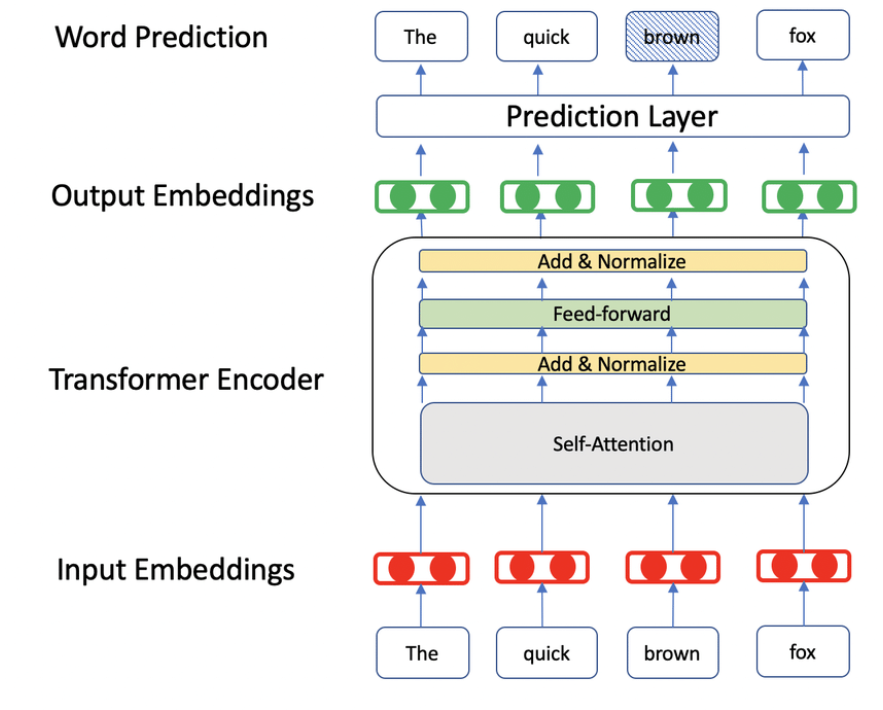 Word Prediction
The quick brown fox
Prediction Layer
Output Embeddings
Add & Normalize
Feed-forward
Add & Normalize
Transformer Encoder
Self-Attention
Input Embeddings
The quick brown fox